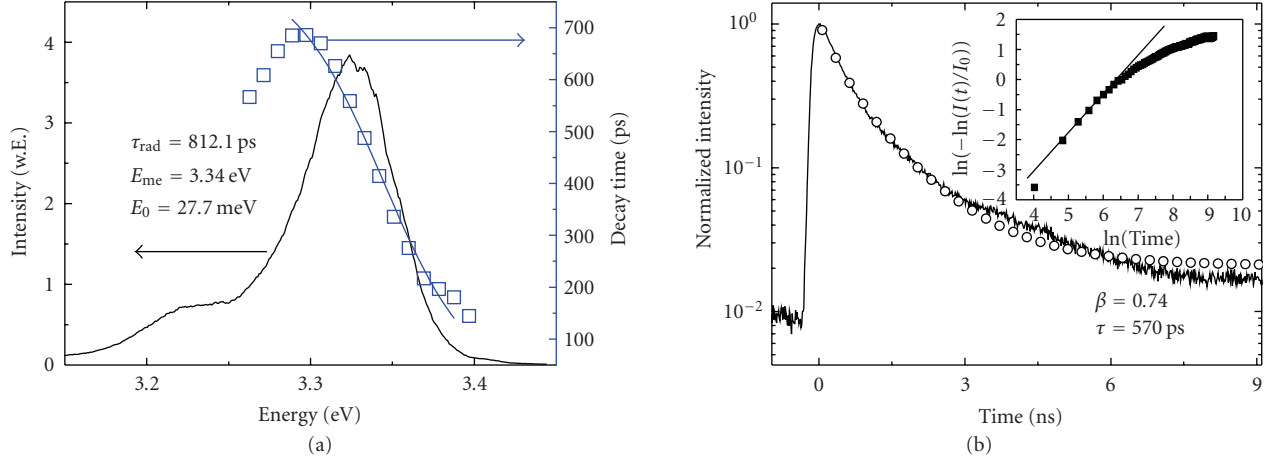 4
3
2
1
0
Intensity (w.E.)
3.2
3.3
3.4
Energy (eV)
700
600
500
400
300
200
100
Decay time (ps)
τrad = 812.1 ps
Eme = 3.34 eV
E0 = 27.7 meV
(a)
10⁰
10⁻¹
10⁻²
Normalized intensity
0
3
6
9
Time (ns)
β = 0.74
τ = 570 ps
2
1
0
−1
−2
−3
−4
ln(−ln(I(t)/I0))
4
5
6
7
8
9
10
ln(Time)
(b)